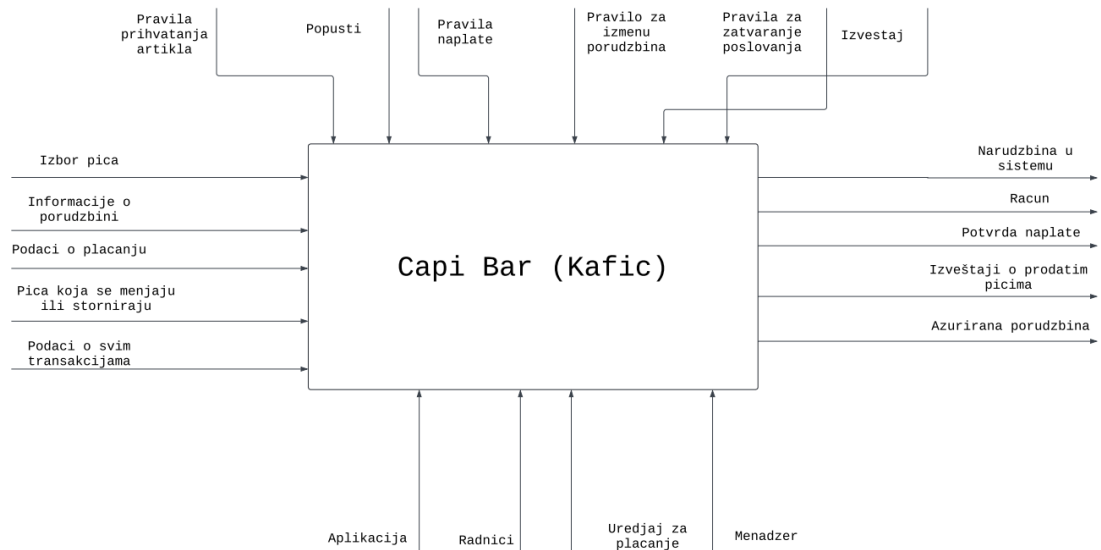 Pravila
prihvatanja
artikla
Popusti
Pravila
naplate
Pravilo za
izmenu
porudzbina
Pravila za
zatvaranje
poslovanja
Izvestaj
Izbor pica
Informacije o
porudzbini
Podaci o placanju
Pica koja se menjaju
ili storniraju
Podaci o svim
transakcijama
Capi Bar (Kafic)
Narudzbina u
sistemu
Racun
Potvrda naplate
Izveštaji o prodatim
picima
Azurirana porudzbina
Aplikacija
Radnici
Uredjaj za
placanje
Menadzer